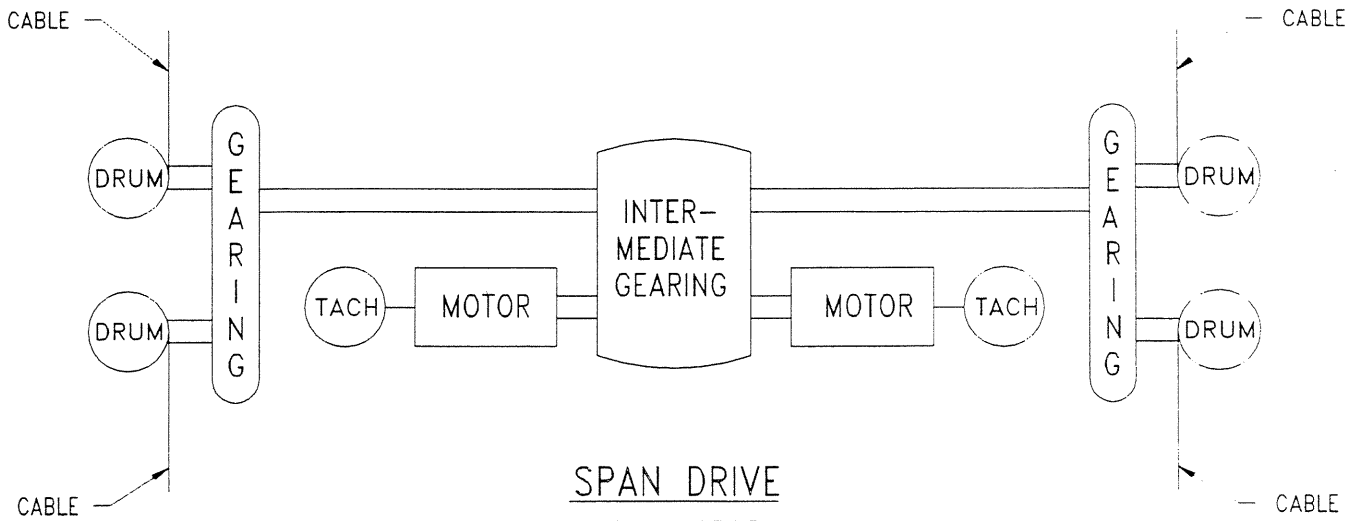 CABLE
CABLE
DRUM
GEARING
INTER-
MEDIATE
GEARING
GEARING
DRUM
DRUM
TACH
MOTOR
MOTOR
TACH
DRUM
SPAN DRIVE
CABLE
CABLE